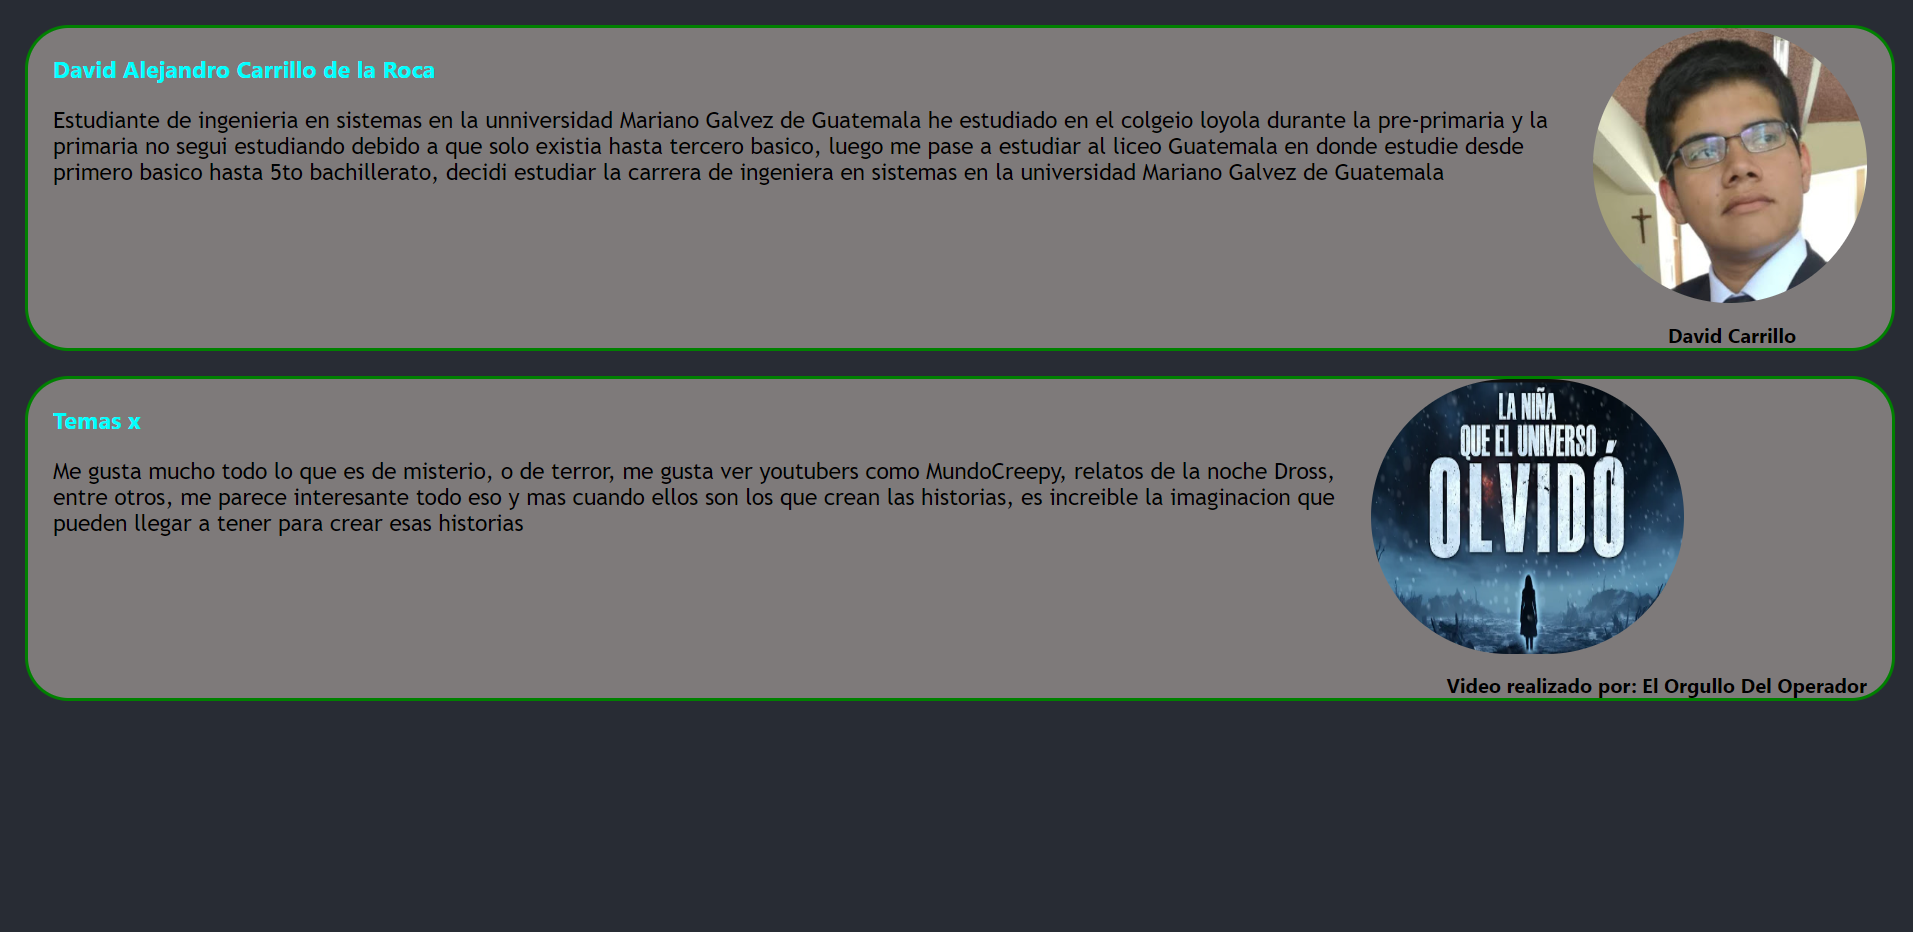 David Alejandro Carrillo de la Roca
Estudiante de ingenieria en sistemas en la unniversidad Mariano Galvez de Guatemala he estudiado en el colgeio loyola durante la pre-primaria y la
primaria no segui estudiando debido a que solo existia hasta tercero basico, luego me pase a estudiar al liceo Guatemala en donde estudie desde
primero basico hasta 5to bachillerato, decidi estudiar la carrera de ingeniera en sistemas en la universidad Mariano Galvez de Guatemala
David Carrillo
Temas x
Me gusta mucho todo lo que es de misterio, o de terror, me gusta ver youtubers como MundoCreepy, relatos de la noche Dross,
entre otros, me parece interesante todo eso y mas cuando ellos son los que crean las historias, es increible la imaginacion que
pueden llegar a tener para crear esas historias
LA NIÑA
QUE EL UNIVERSO
OLVIDÓ
Video realizado por: El Orgullo Del Operador